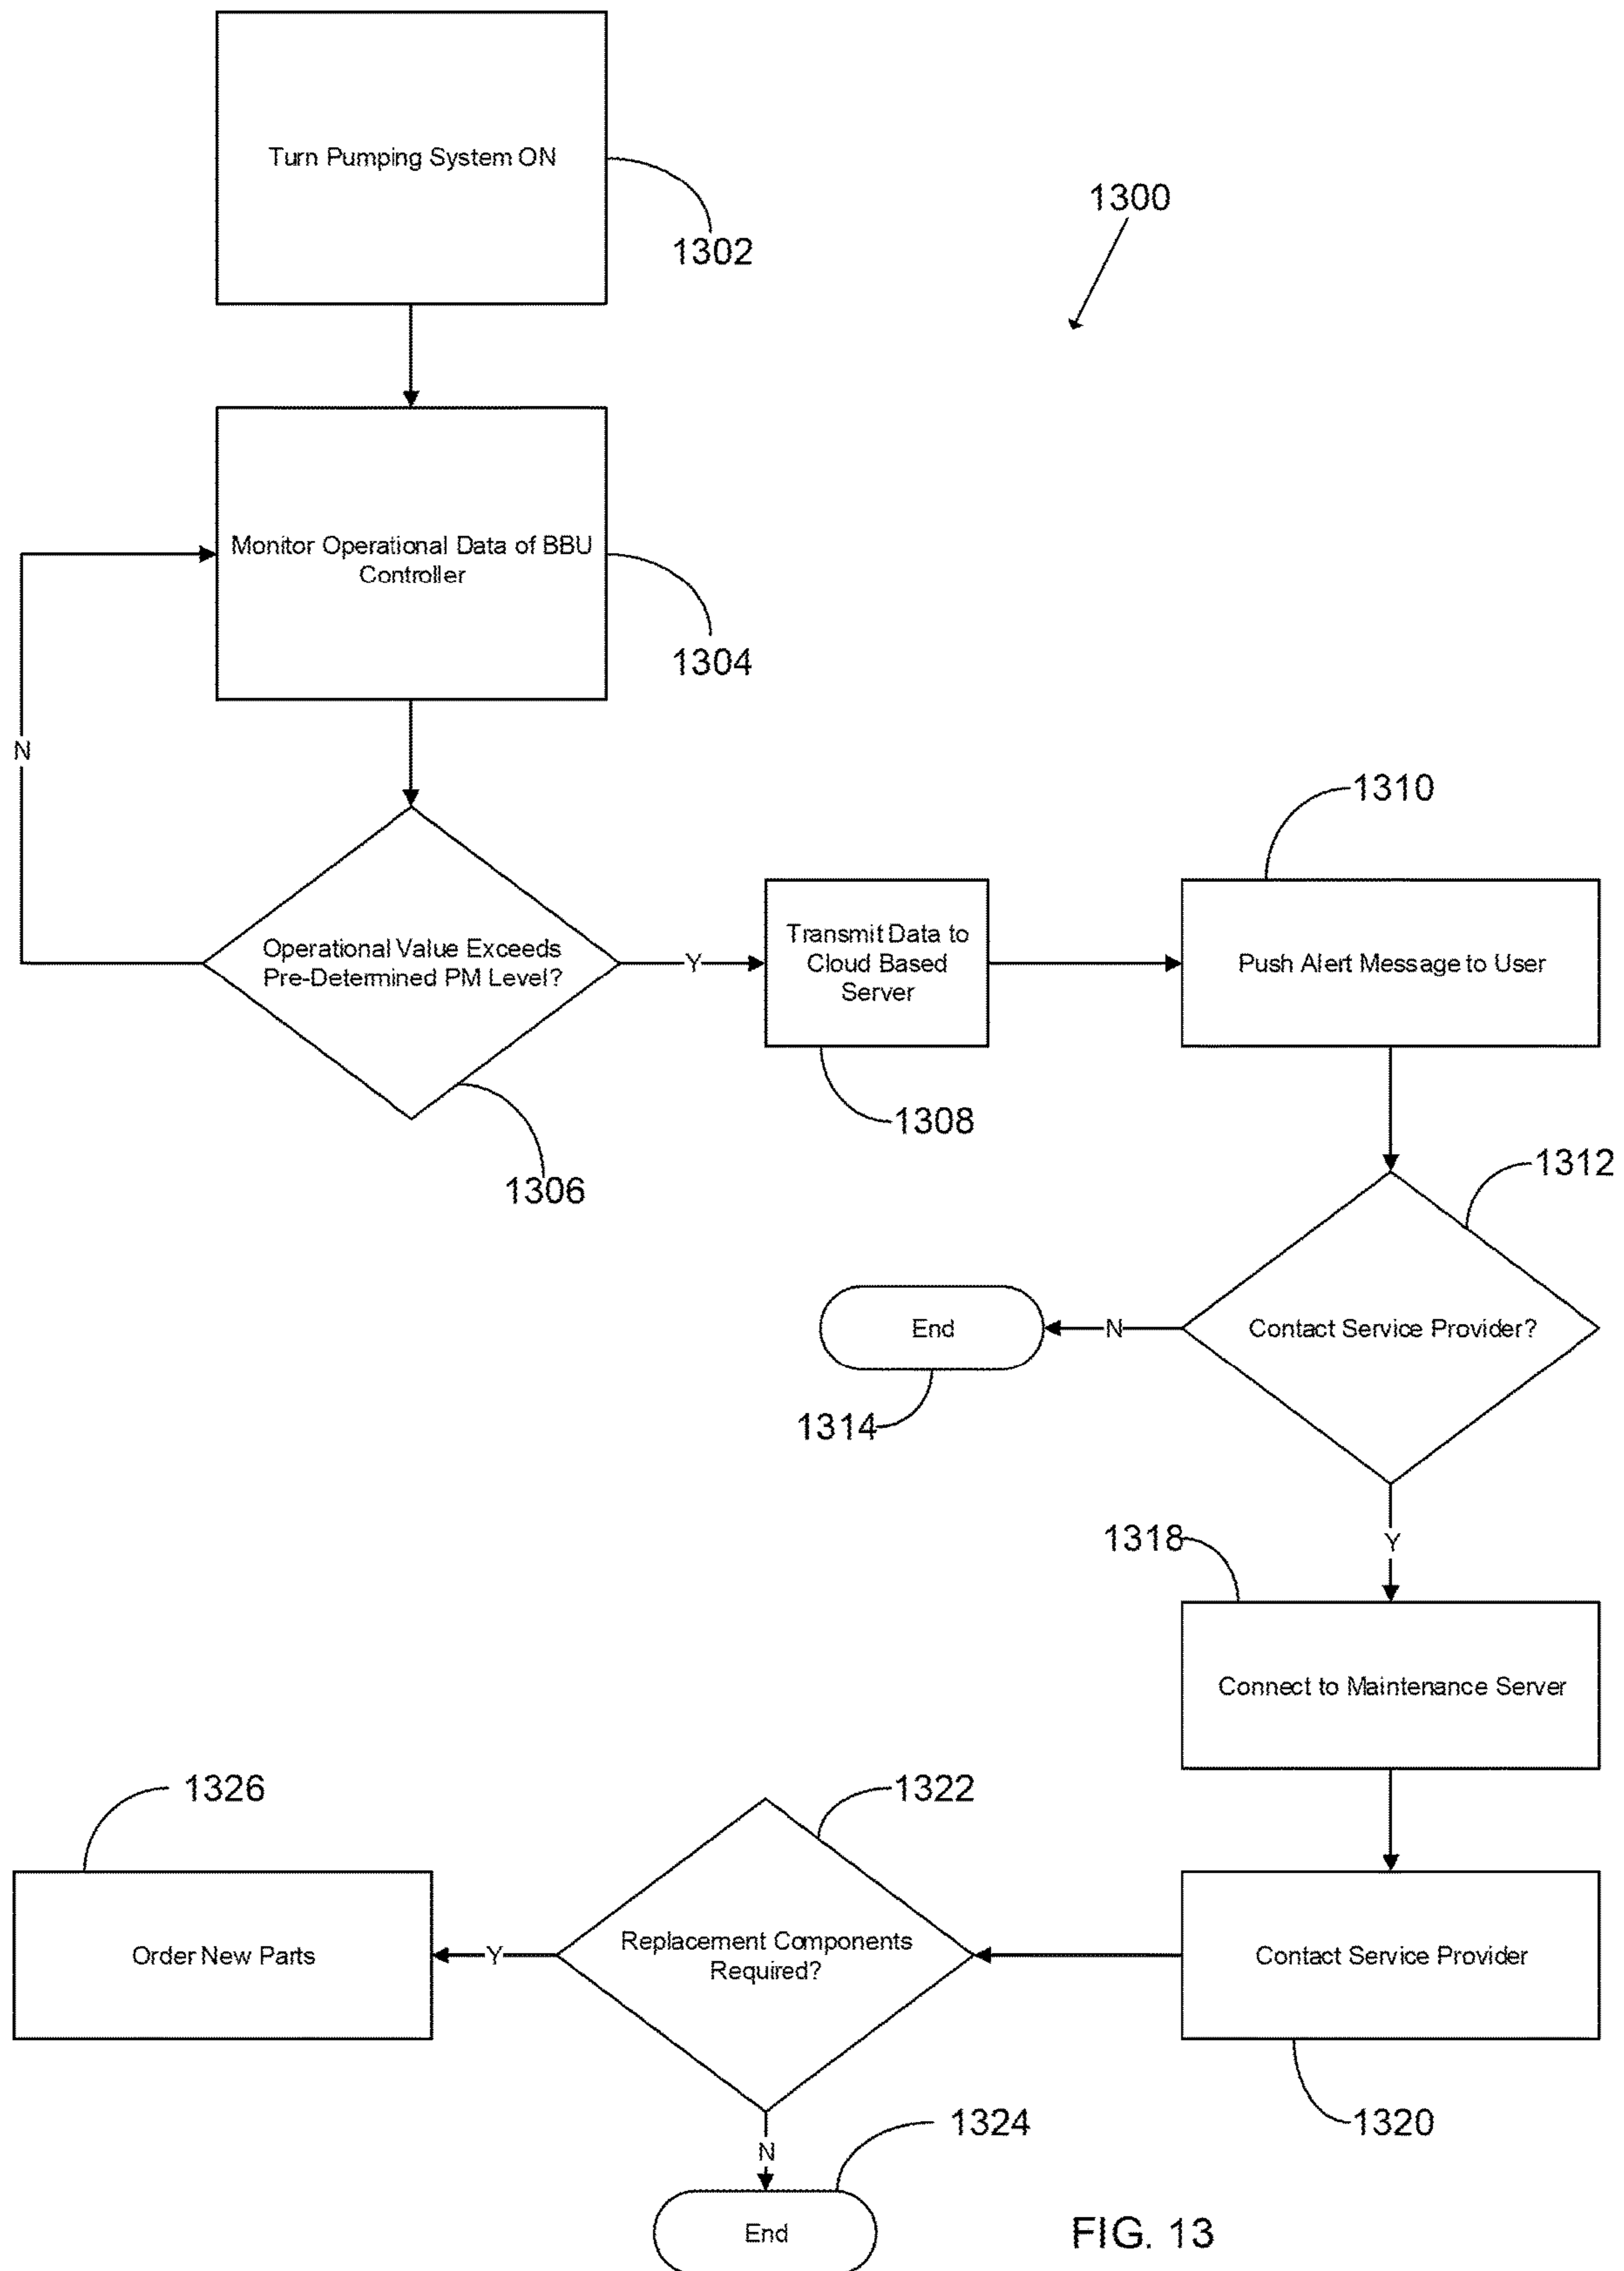 Turn Pumping System ON
1302
1300
Monitor Operational Data of BBU
Controller
1304
N
Operational Value Exceeds
Pre-Determined PM Level?
1306
Y
Transmit Data to
Cloud Based
Server
1308
1310
Push Alert Message to User
1312
Contact Service Provider?
N
End
1314
Y
1318
Connect to Maintenance Server
Contact Service Provider
1320
1322
Replacement Components
Required?
Y
1326
Order New Parts
N
1324
End
FIG. 13